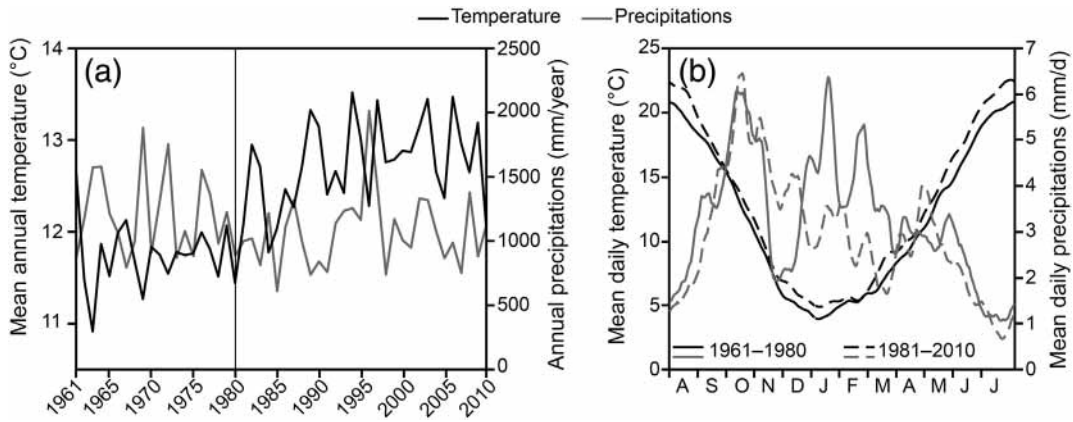 Temperature Precipitations
(a)
Mean annual temperature (°C)
14
13
12
11
Annual precipitations (mm/year)
2500
2000
1500
1000
500
0
1961 1965 1970 1975 1980 1985 1990 1995 2000 2005 2010
(b)
Mean daily temperature (°C)
25
20
15
10
5
0
Mean daily precipitations (mm/d)
7
6
5
4
3
2
1
0
1961–1980 1981–2010
A S O N D J F M A M J J